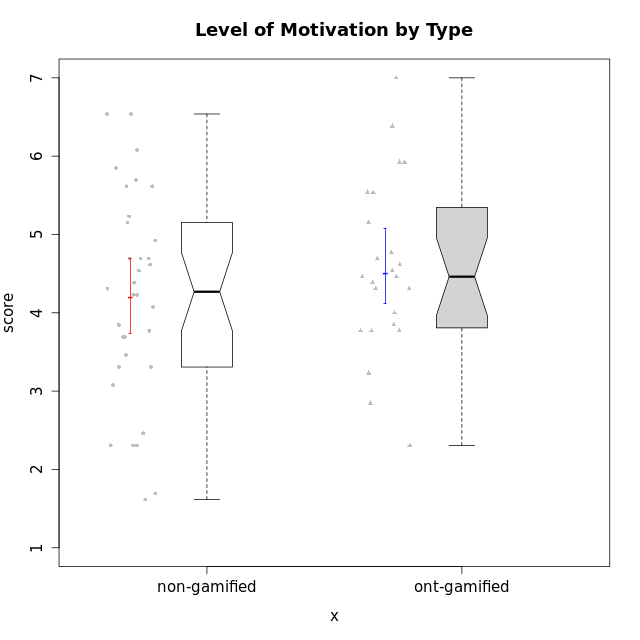 Level of Motivation by Type
7
6
5
4
3
2
1
score
non-gamified
ont-gamified
x